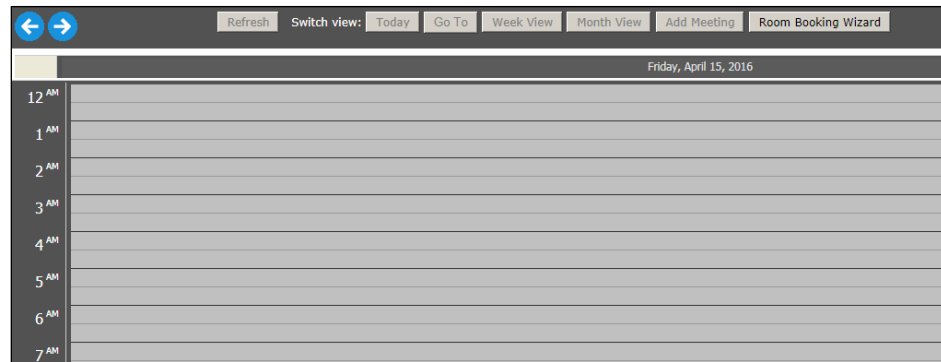 Refresh Switch view: Today Go To Week View Month View Add Meeting Room Booking Wizard
Friday, April 15, 2016
12 AM
1 AM
2 AM
3 AM
4 AM
5 AM
6 AM
7 AM